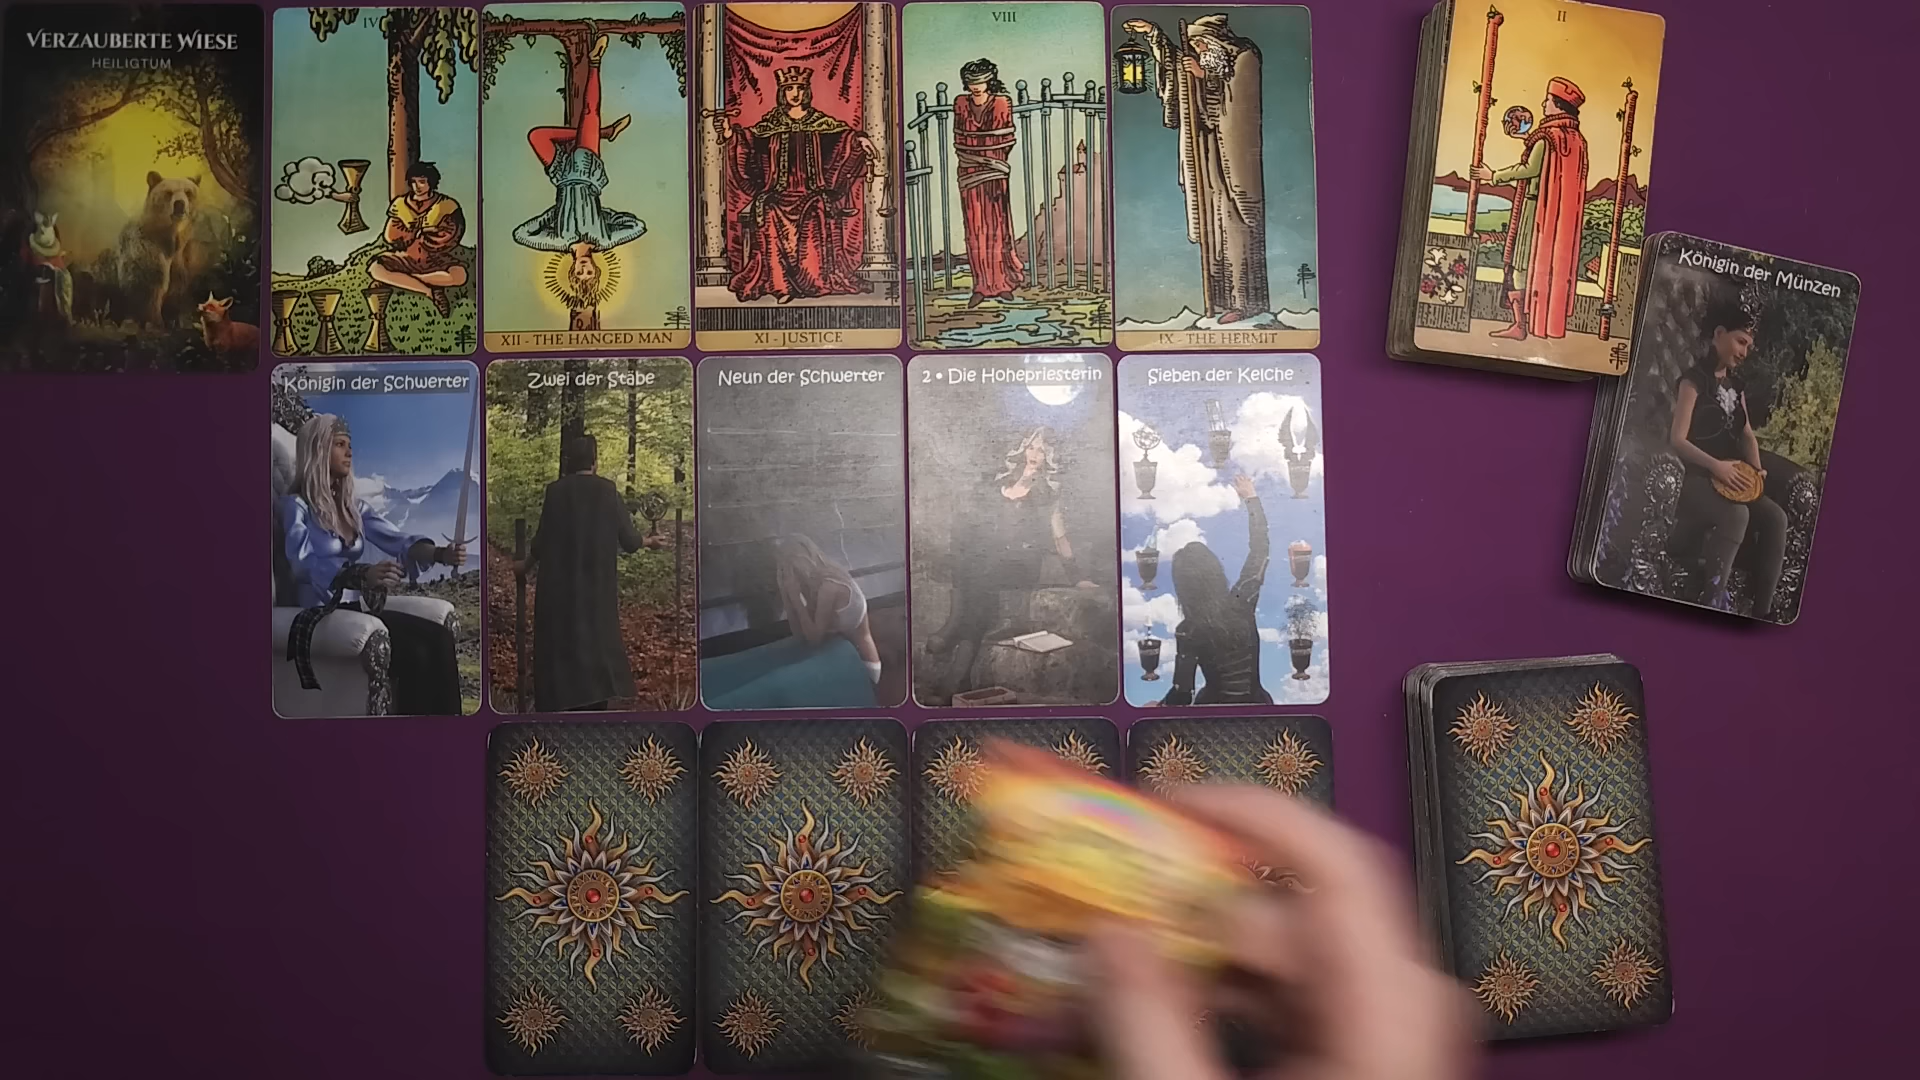 VERZAUBERTE WIESE
HEILIGTUM
IV
XII - THE HANGED MAN
XI - JUSTICE
VIII
IX - THE HERMIT
II
Königin der Münzen
Königin der Schwerter
Zwei der Stäbe
Neun der Schwerter
2 • Die Hohepriesterin
Sieben der Kelche